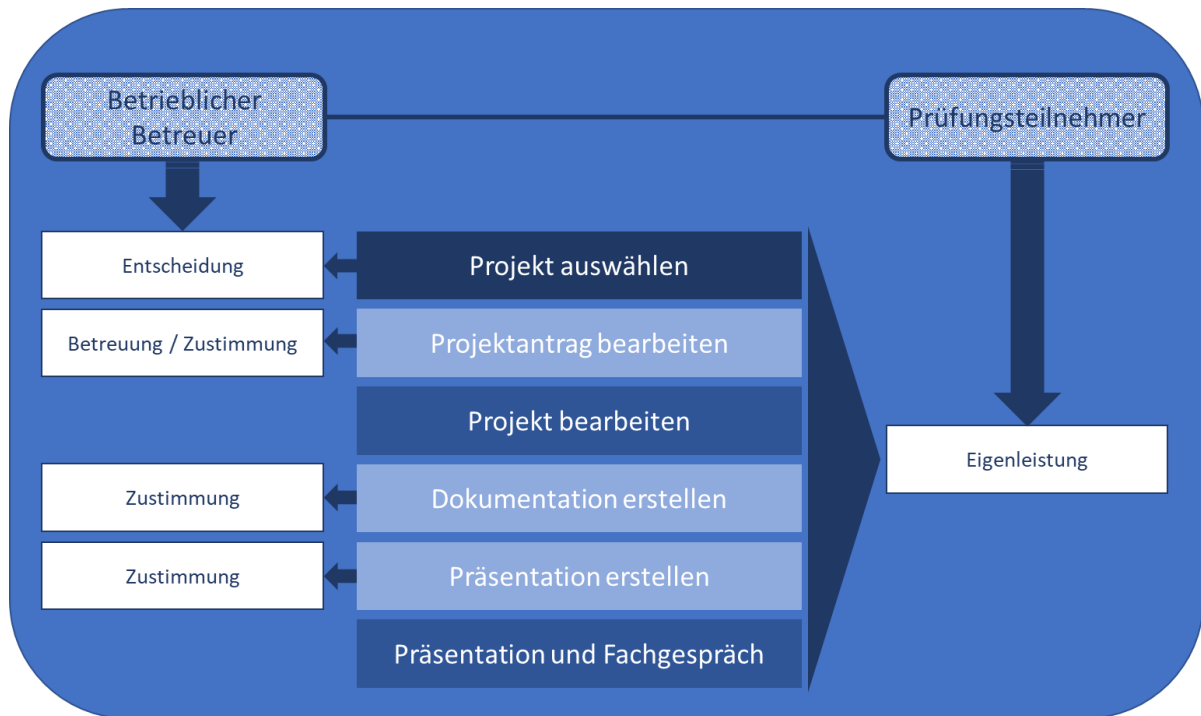 Betrieblicher
Betreuer
Prüfungsteilnehmer
Entscheidung
Projekt auswählen
Betreuung / Zustimmung
Projektantrag bearbeiten
Projekt bearbeiten
Eigenleistung
Zustimmung
Dokumentation erstellen
Zustimmung
Präsentation erstellen
Präsentation und Fachgespräch